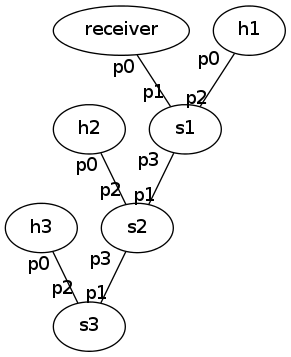 receiver h1
p0 p0
p1 p2
h2 s1
p0 p3
p2 p1
h3 s2
p0 p3
p2 p1
s3